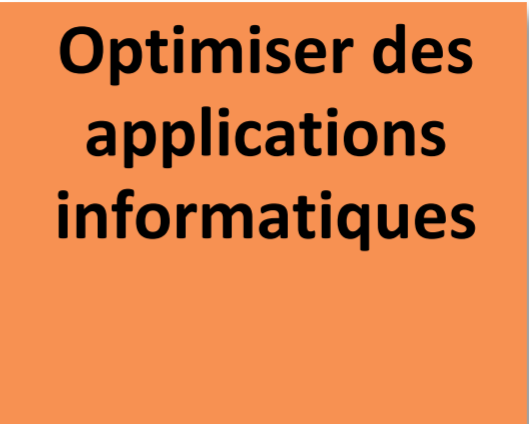 Optimiser des
applications
informatiques